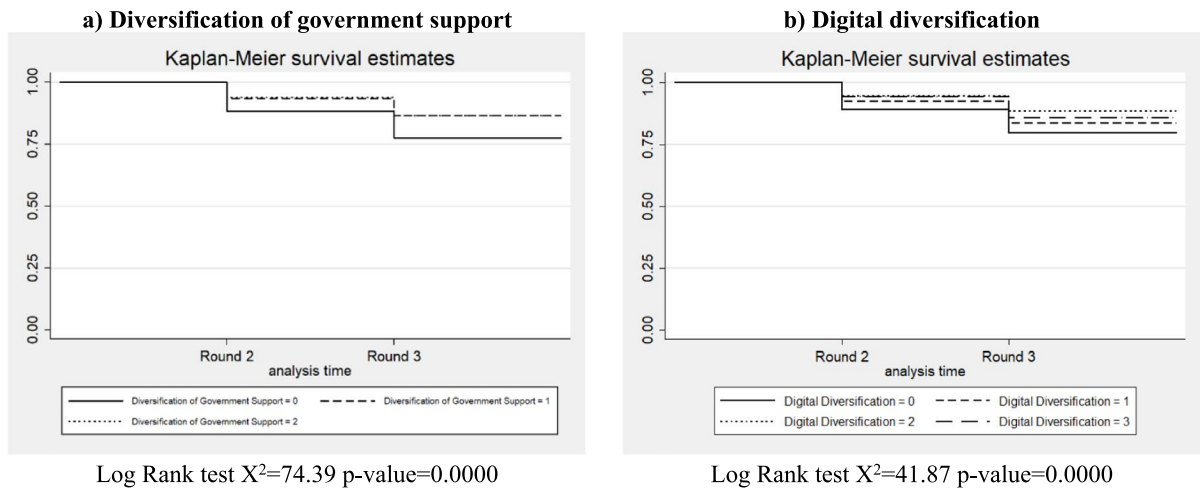 a) Diversification of government support
Kaplan-Meier survival estimates
1.00
0.75
0.50
0.25
0.00
Round 2
Round 3
analysis time
Diversification of Government Support = 0
Diversification of Government Support = 1
Diversification of Government Support = 2
Log Rank test X²=74.39 p-value=0.0000
b) Digital diversification
Kaplan-Meier survival estimates
1.00
0.75
0.50
0.25
0.00
Round 2
Round 3
analysis time
Digital Diversification = 0
Digital Diversification = 1
Digital Diversification = 2
Digital Diversification = 3
Log Rank test X²=41.87 p-value=0.0000